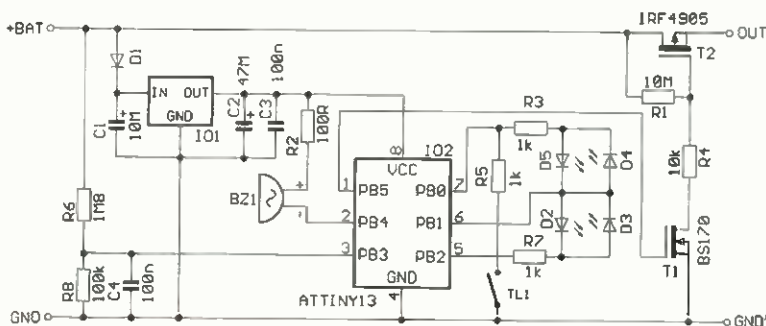 +BAT
IRF4905
OUT
T2
D1
IN
OUT
GND
IO1
C1
10M
C2
47M
C3
100n
R2
100R
10M
R1
R3
1k
R5
1k
D5
D4
10k
R4
IO2
8
VCC
1
PB5
PB0
7
BZ1
+
-
2
PB4
PB1
6
D2
D3
R6
1M8
3
PB3
PB2
5
R7
1k
T1
BS170
GND
4
ATTINY13
TL1
R8
100k
C4
100n
GND
GND'